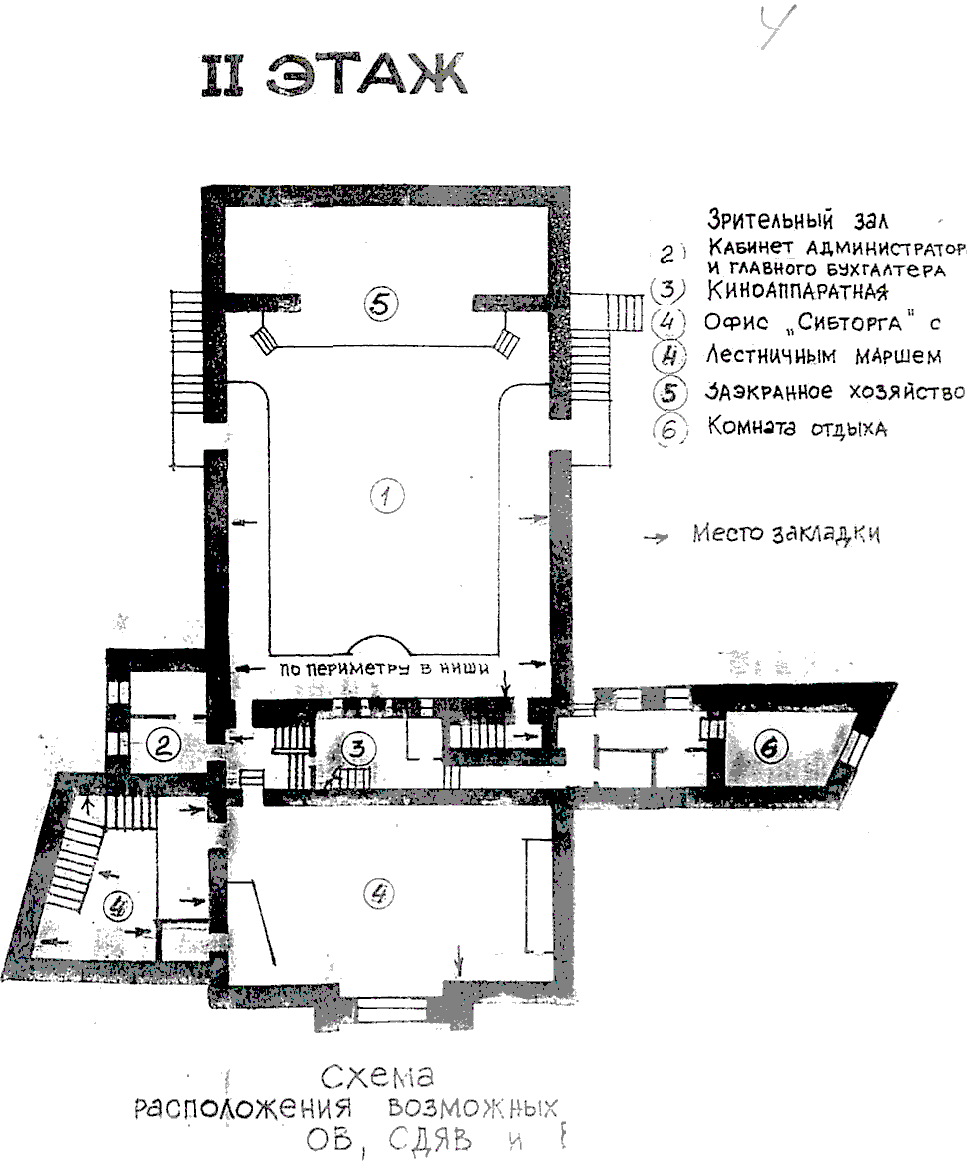 II ЭТАЖ
Зрительный зал
2 Кабинет администратор
и главного бухгалтера
3 Киноаппаратная
4 Офис „Сибторга" с
4 Лестничным маршем
5 Заэкранное хозяйство
6 Комната отдыха
→ Место закладки
5
1
по периметру в ниши
2
3
6
4
4
схема
расположения возможных
ОВ, СДЯВ и